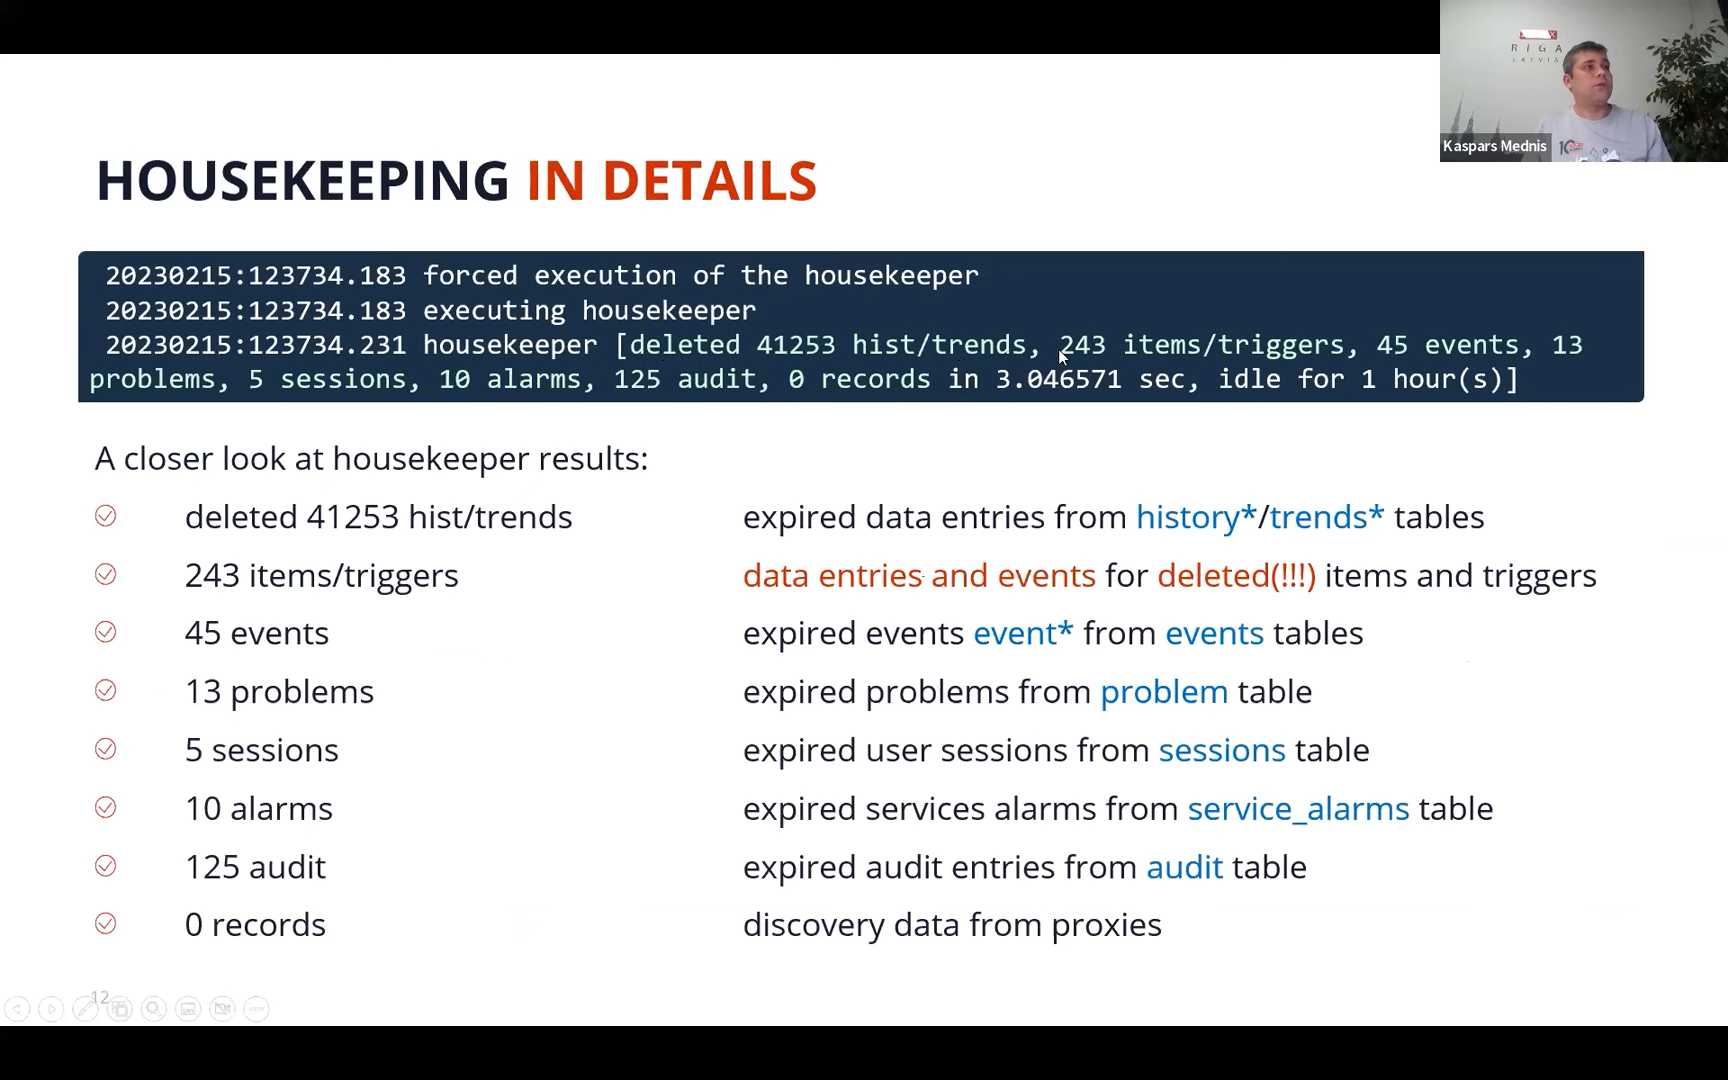 RIGA
LATVIA
Kaspars Mednis
HOUSEKEEPING IN DETAILS
20230215:123734.183 forced execution of the housekeeper
20230215:123734.183 executing housekeeper
20230215:123734.231 housekeeper [deleted 41253 hist/trends, 243 items/triggers, 45 events, 13
problems, 5 sessions, 10 alarms, 125 audit, 0 records in 3.046571 sec, idle for 1 hour(s)]
A closer look at housekeeper results:
deleted 41253 hist/trends expired data entries from history*/trends* tables
243 items/triggers data entries and events for deleted(!!!) items and triggers
45 events expired events event* from events tables
13 problems expired problems from problem table
5 sessions expired user sessions from sessions table
10 alarms expired services alarms from service_alarms table
125 audit expired audit entries from audit table
0 records discovery data from proxies
12